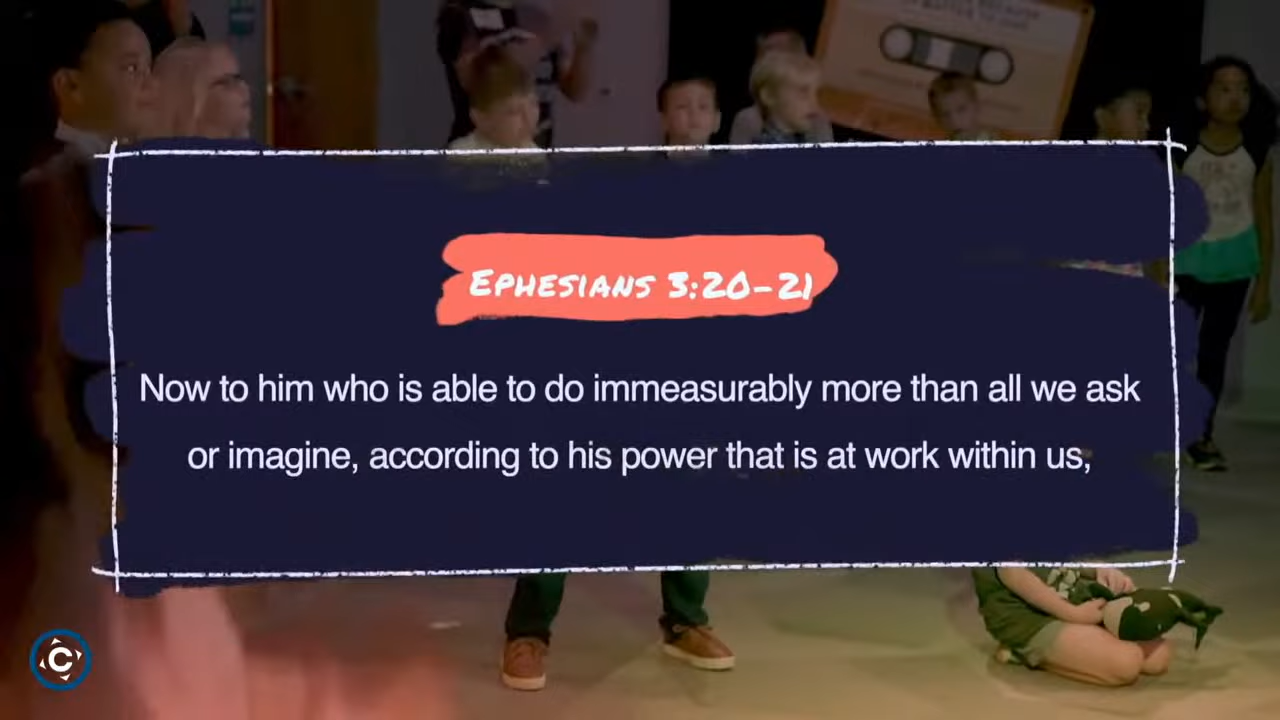 Ephesians 3:20-21
Now to him who is able to do immeasurably more than all we ask
or imagine, according to his power that is at work within us,
C